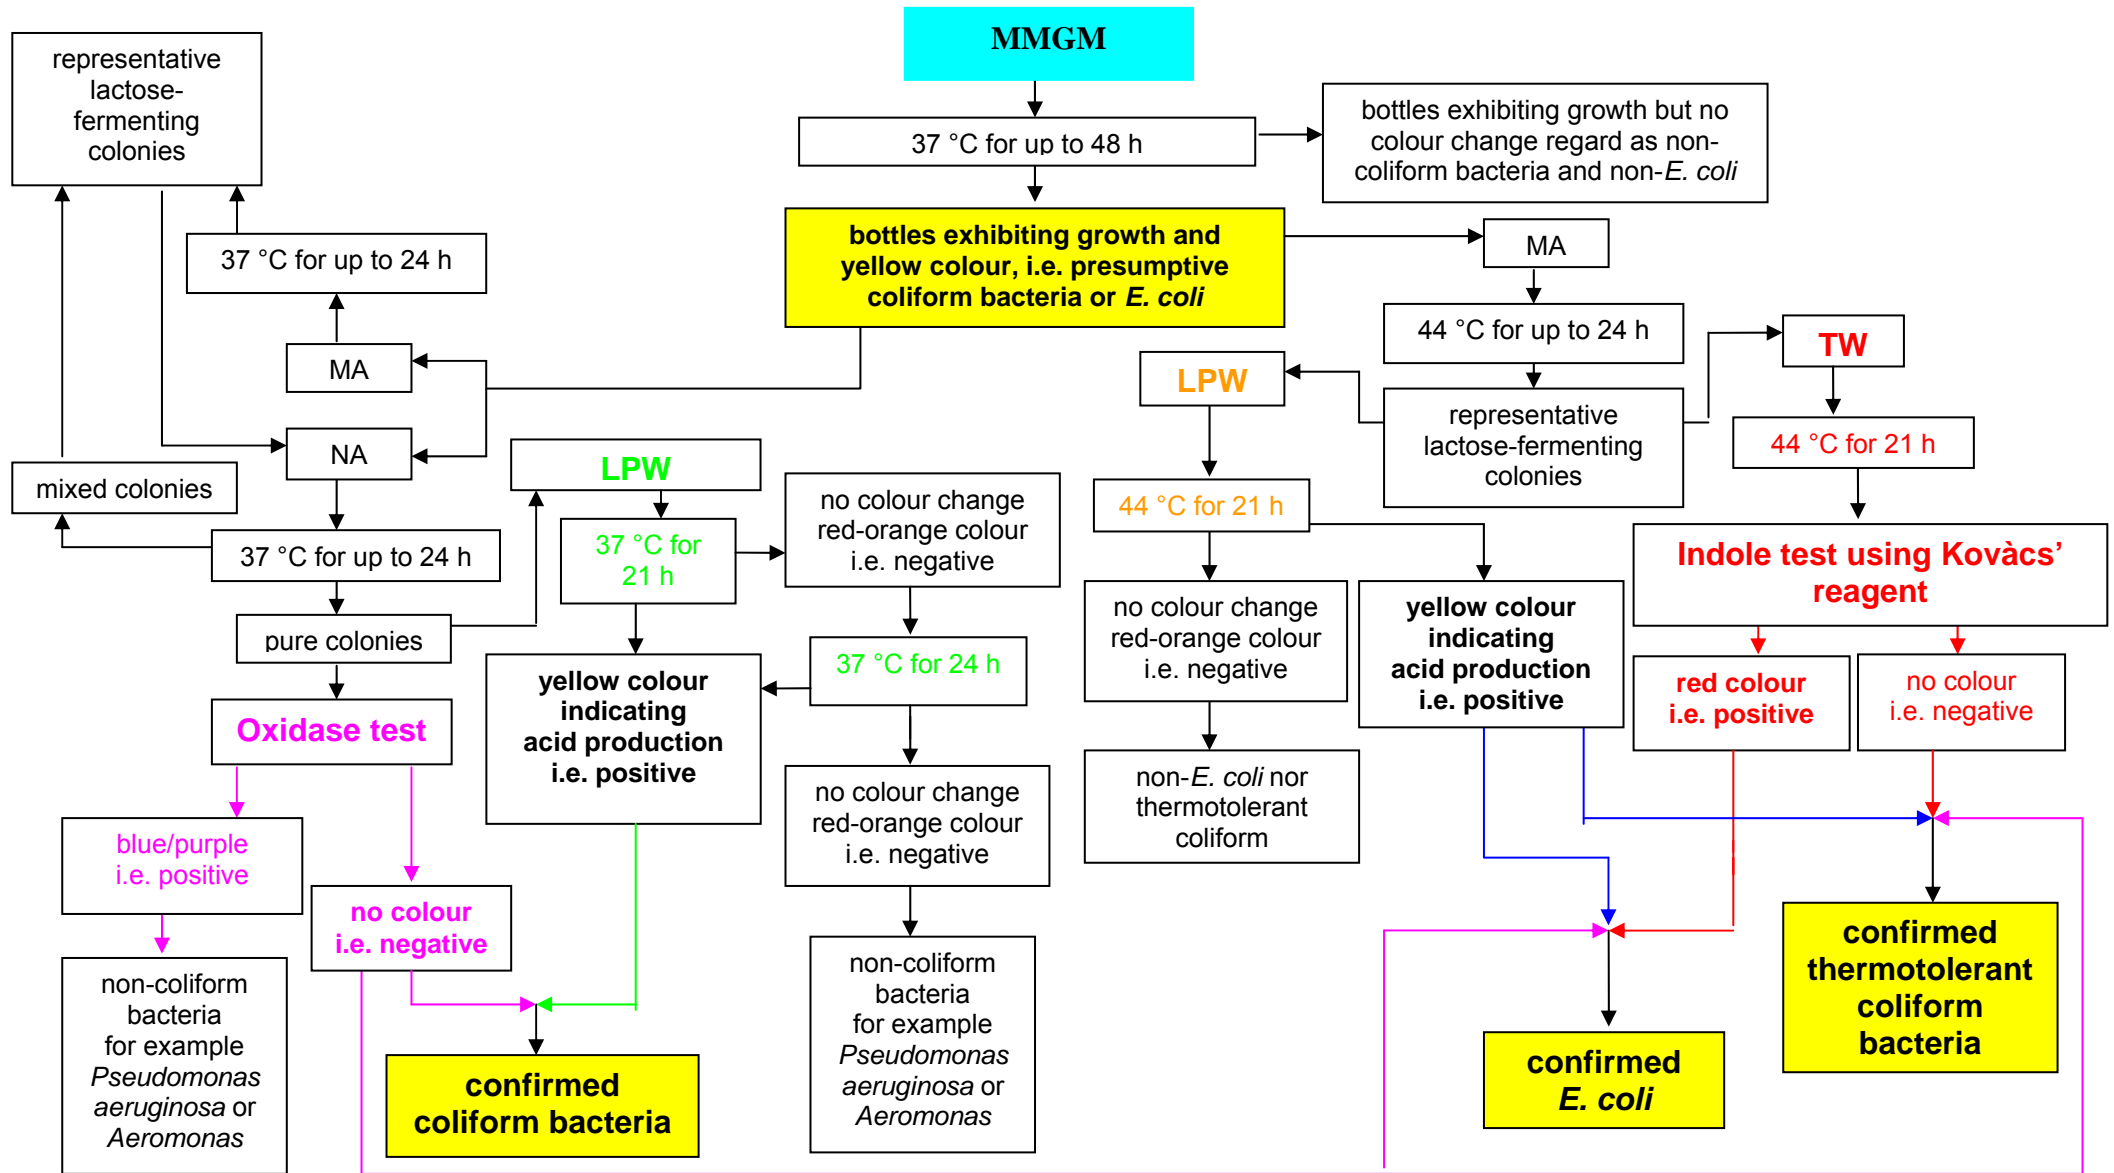 MMGM
37 °C for up to 48 h
bottles exhibiting growth but no
colour change regard as non-
coliform bacteria and non-E. coli
representative
lactose-
fermenting
colonies
37 °C for up to 24 h
MA
bottles exhibiting growth and
yellow colour, i.e. presumptive
coliform bacteria or E. coli
MA
44 °C for up to 24 h
representative
lactose-fermenting
colonies
TW
44 °C for 21 h
Indole test using Kovàcs’
reagent
red colour
i.e. positive
no colour
i.e. negative
LPW
44 °C for 21 h
no colour change
red-orange colour
i.e. negative
non-E. coli nor
thermotolerant
coliform
yellow colour
indicating
acid production
i.e. positive
NA
mixed colonies
37 °C for up to 24 h
pure colonies
LPW
37 °C for
21 h
no colour change
red-orange colour
i.e. negative
37 °C for 24 h
yellow colour
indicating
acid production
i.e. positive
no colour change
red-orange colour
i.e. negative
non-coliform
bacteria
for example
Pseudomonas
aeruginosa or
Aeromonas
Oxidase test
blue/purple
i.e. positive
no colour
i.e. negative
non-coliform
bacteria
for example
Pseudomonas
aeruginosa or
Aeromonas
confirmed
coliform bacteria
confirmed
E. coli
confirmed
thermotolerant
coliform
bacteria